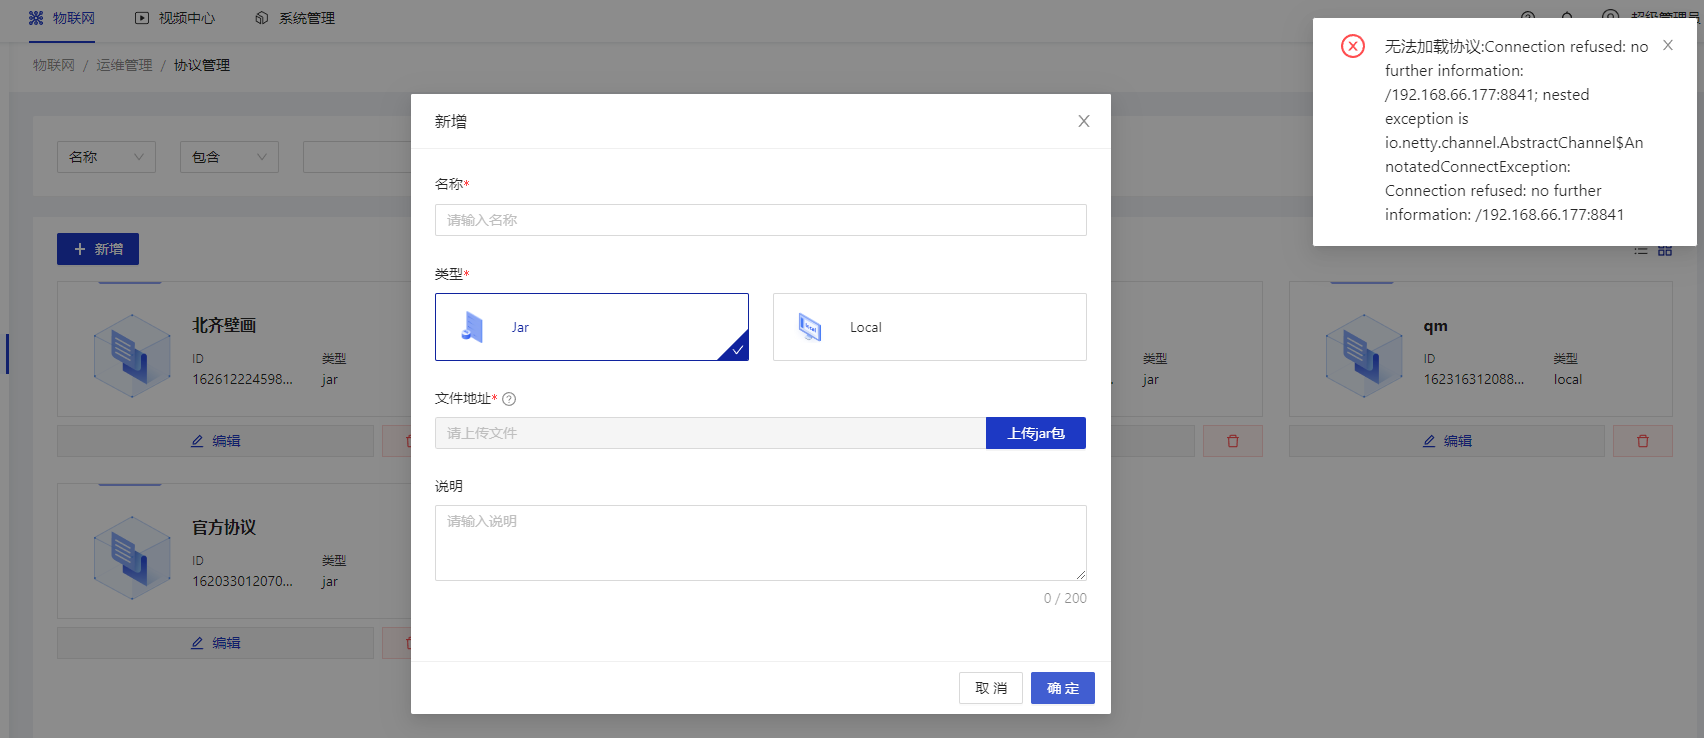 物联网 视频中心 系统管理 超级管理员
物联网 / 运维管理 / 协议管理
无法加载协议:Connection refused: no
further information:
/192.168.66.177:8841; nested
exception is
io.netty.channel.AbstractChannel$An
notatedConnectException:
Connection refused: no further
information: /192.168.66.177:8841
名称 包含
新增
北齐壁画
ID 类型
162612224598... jar
编辑
官方协议
ID 类型
162033012070... jar
编辑
新增
名称*
请输入名称
类型*
Jar Local
文件地址*
请上传文件 上传jar包
说明
请输入说明
0 / 200
取 消 确 定
类型
jar
qm
ID 类型
162316312088... local
编辑